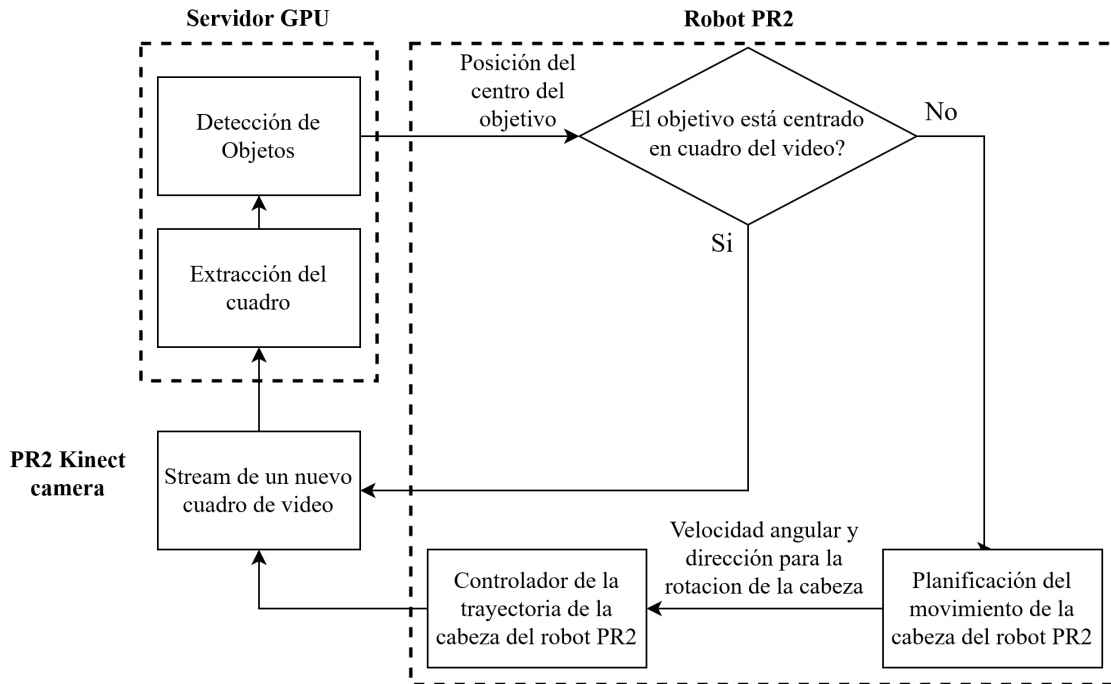 Servidor GPU
Robot PR2
Detección de
Objetos
Posición del
centro del
objetivo
El objetivo está centrado
en cuadro del video?
No
Si
Extracción del
cuadro
PR2 Kinect
camera
Stream de un nuevo
cuadro de video
Velocidad angular y
dirección para la
rotacion de la cabeza
Controlador de la
trayectoria de la
cabeza del robot PR2
Planificación del
movimiento de la
cabeza del robot PR2